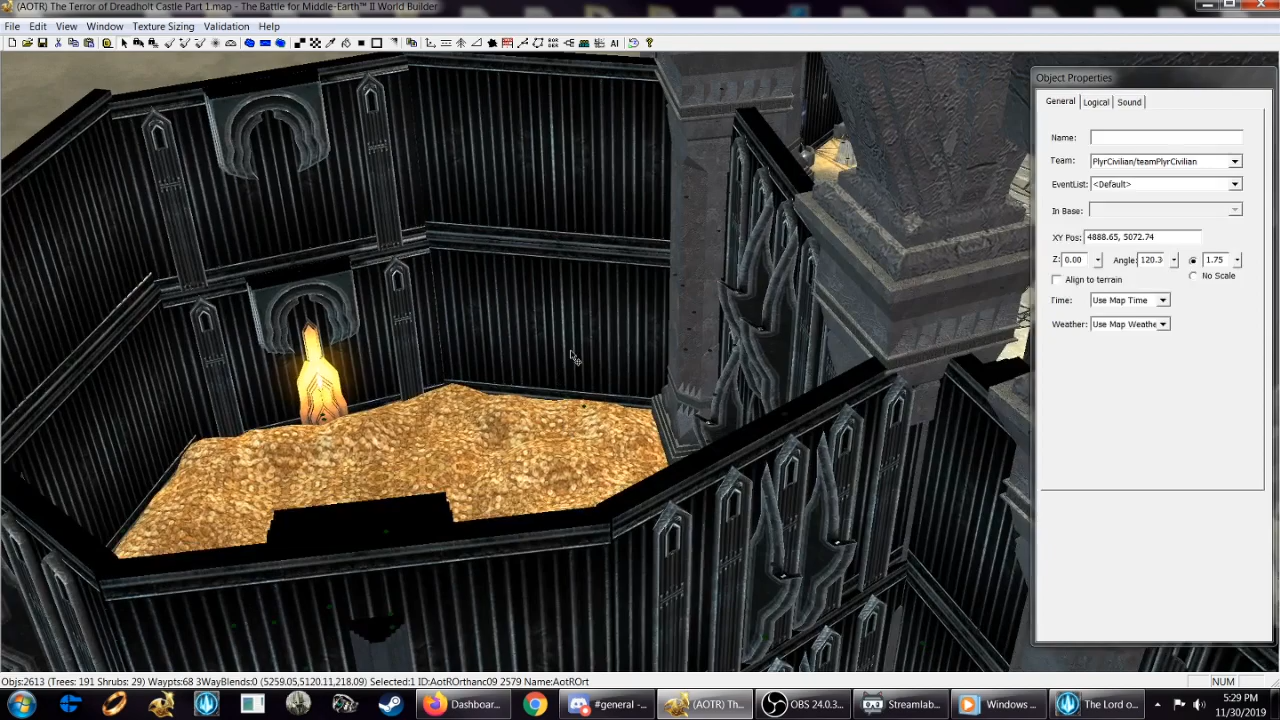 (AOTR) The Terror of Dreadholt Castle Part 1.map - The Battle for Middle-Earth™ II World Builder
File Edit View Window Texture Sizing Validation Help
AI
Object Properties
General Logical Sound
Name:
Team: PlyrCivilian/teamPlyrCivilian
EventList: <Default>
In Base:
XY Pos: 4888.65, 5072.74
Z: 0.00 Angle: 120.3 1.75
Align to terrain No Scale
Time: Use Map Time
Weather: Use Map Weathe
Objs:2613 (Trees: 191 Shrubs: 29) Waypts:68 3WayBlends:0 (5259.05,5120.11,218.09) Selected:1 ID:AotROrthanc09 2579 Name:AotROrt
NUM
Dashboar... #general -... (AOTR) Th... OBS 24.0.3... Streamlab... Windows ... The Lord o...
5:29 PM
11/30/2019